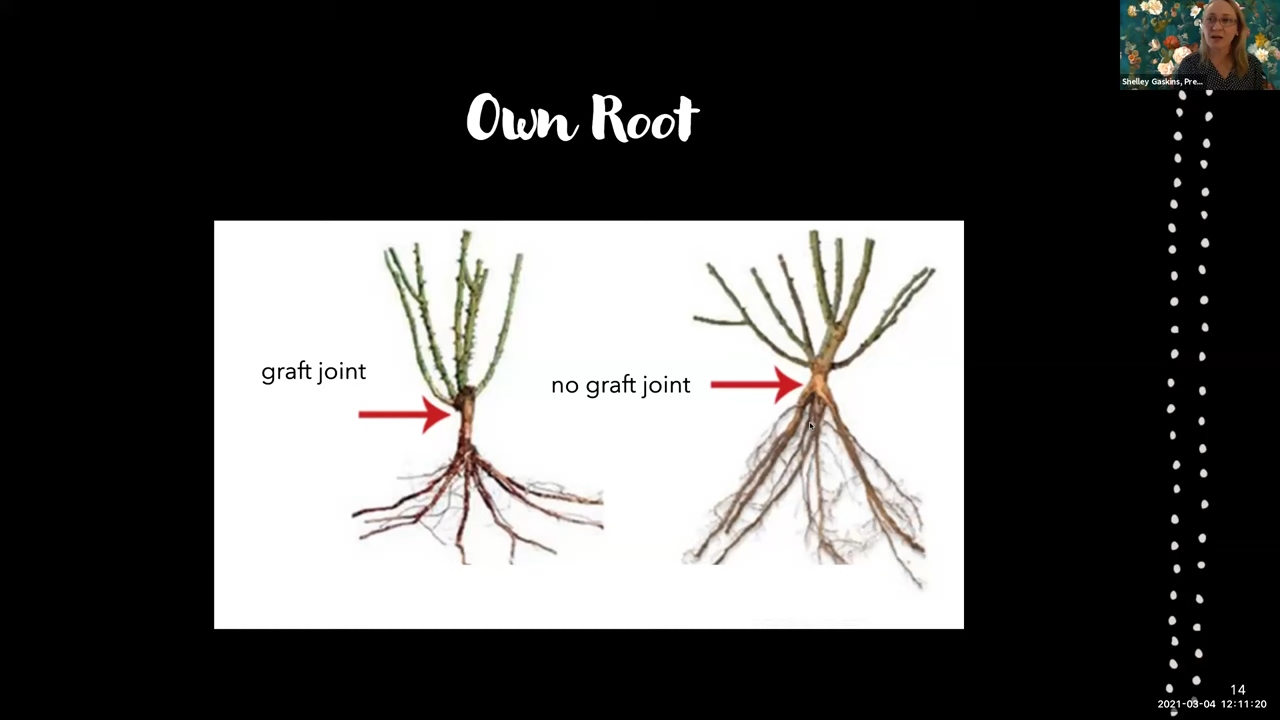 Shelley Gaskins, Pre...
Own Root
graft joint
no graft joint
14
2021-03-04 12:11:20